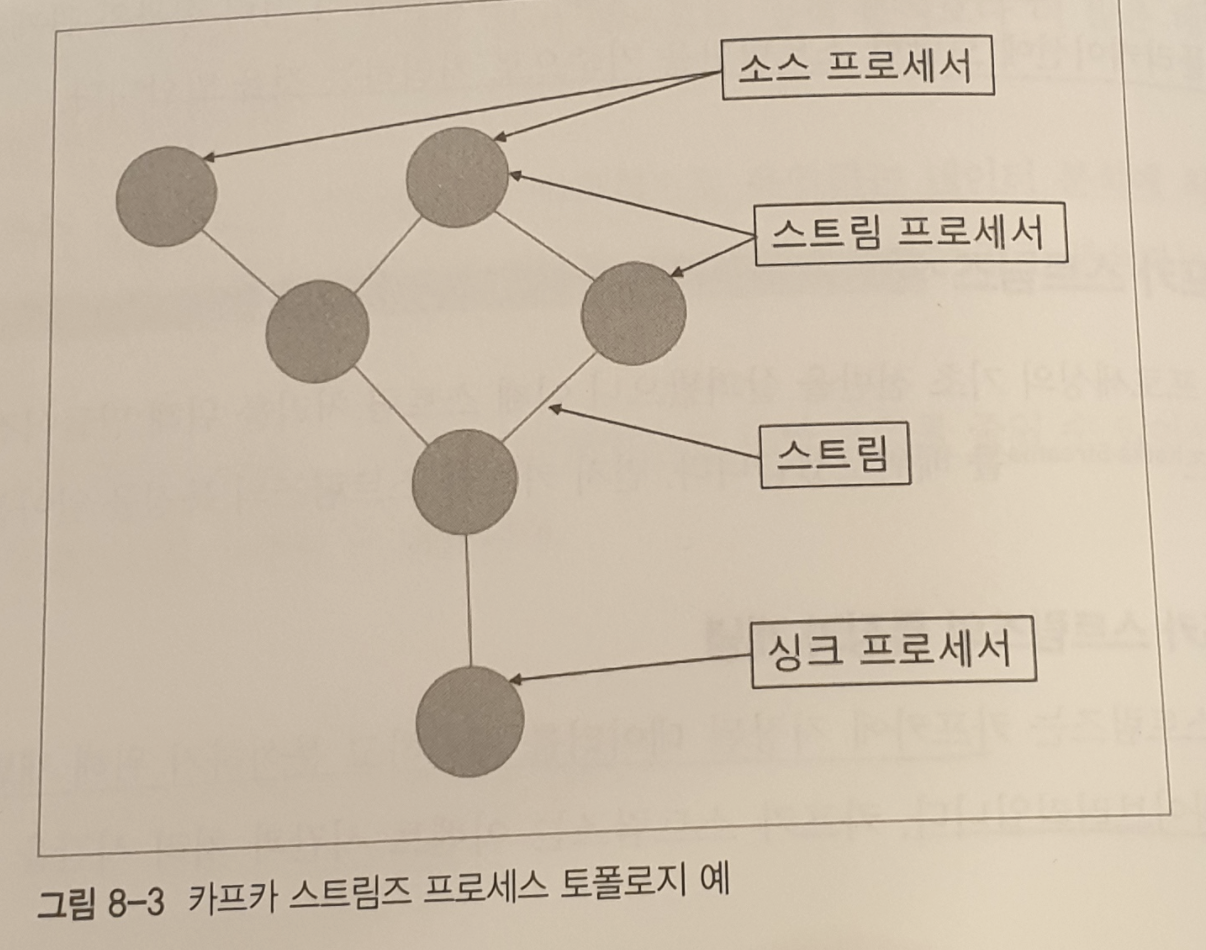 소스 프로세서
스트림 프로세서
스트림
싱크 프로세서
그림 8-3 카프카 스트림즈 프로세스 토폴로지 예